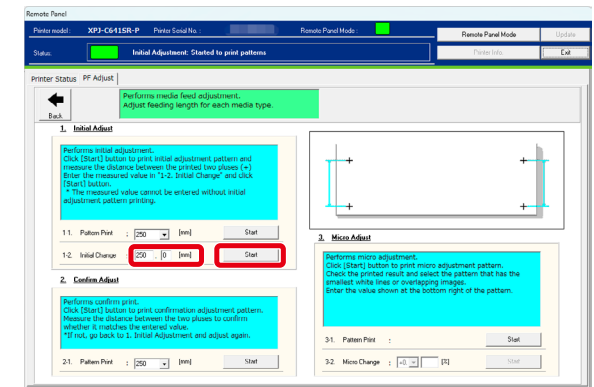 Remote Panel
Printer model : XPJ-C641SR-P Printer Serial No. : Remote Panel Mode :
Remote Panel Mode Update
Status: Initial Adjustment: Started to print patterns
Printer Info. Exit
Printer Status PF Adjust
Back
Performs media feed adjustment.
Adjust feeding length for each media type.
1. Initial Adjust
Performs initial adjustment.
Click [Start] button to print initial adjustment pattern and
measure the distance between the printed two pluses (+)
Enter the measured value in "1-2. Initial Change" and click
[Start] button.
* The measured value cannot be entered without initial
adjustment pattern printing.
1-1. Pattern Print : 250 [mm] Start
1-2. Initial Change : 250 . 0 [mm] Start
2. Confirm Adjust
Performs confirm print.
Click [Start] button to print confirmation adjustment pattern.
Measure the distance between the two pluses to confirm
whether it matches the entered value.
*If not, go back to 1. Initial Adjustment and adjust again.
2-1. Pattern Print : 250 [mm] Start
3. Micro Adjust
Performs micro adjustment.
Click [Start] button to print micro adjustment pattern.
Check the printed result and select the pattern that has the
smallest white lines or overlapping images.
Enter the value shown at the bottom right of the pattern.
3-1. Pattern Print : Start
3-2. Micro Change : +0. [%] Start